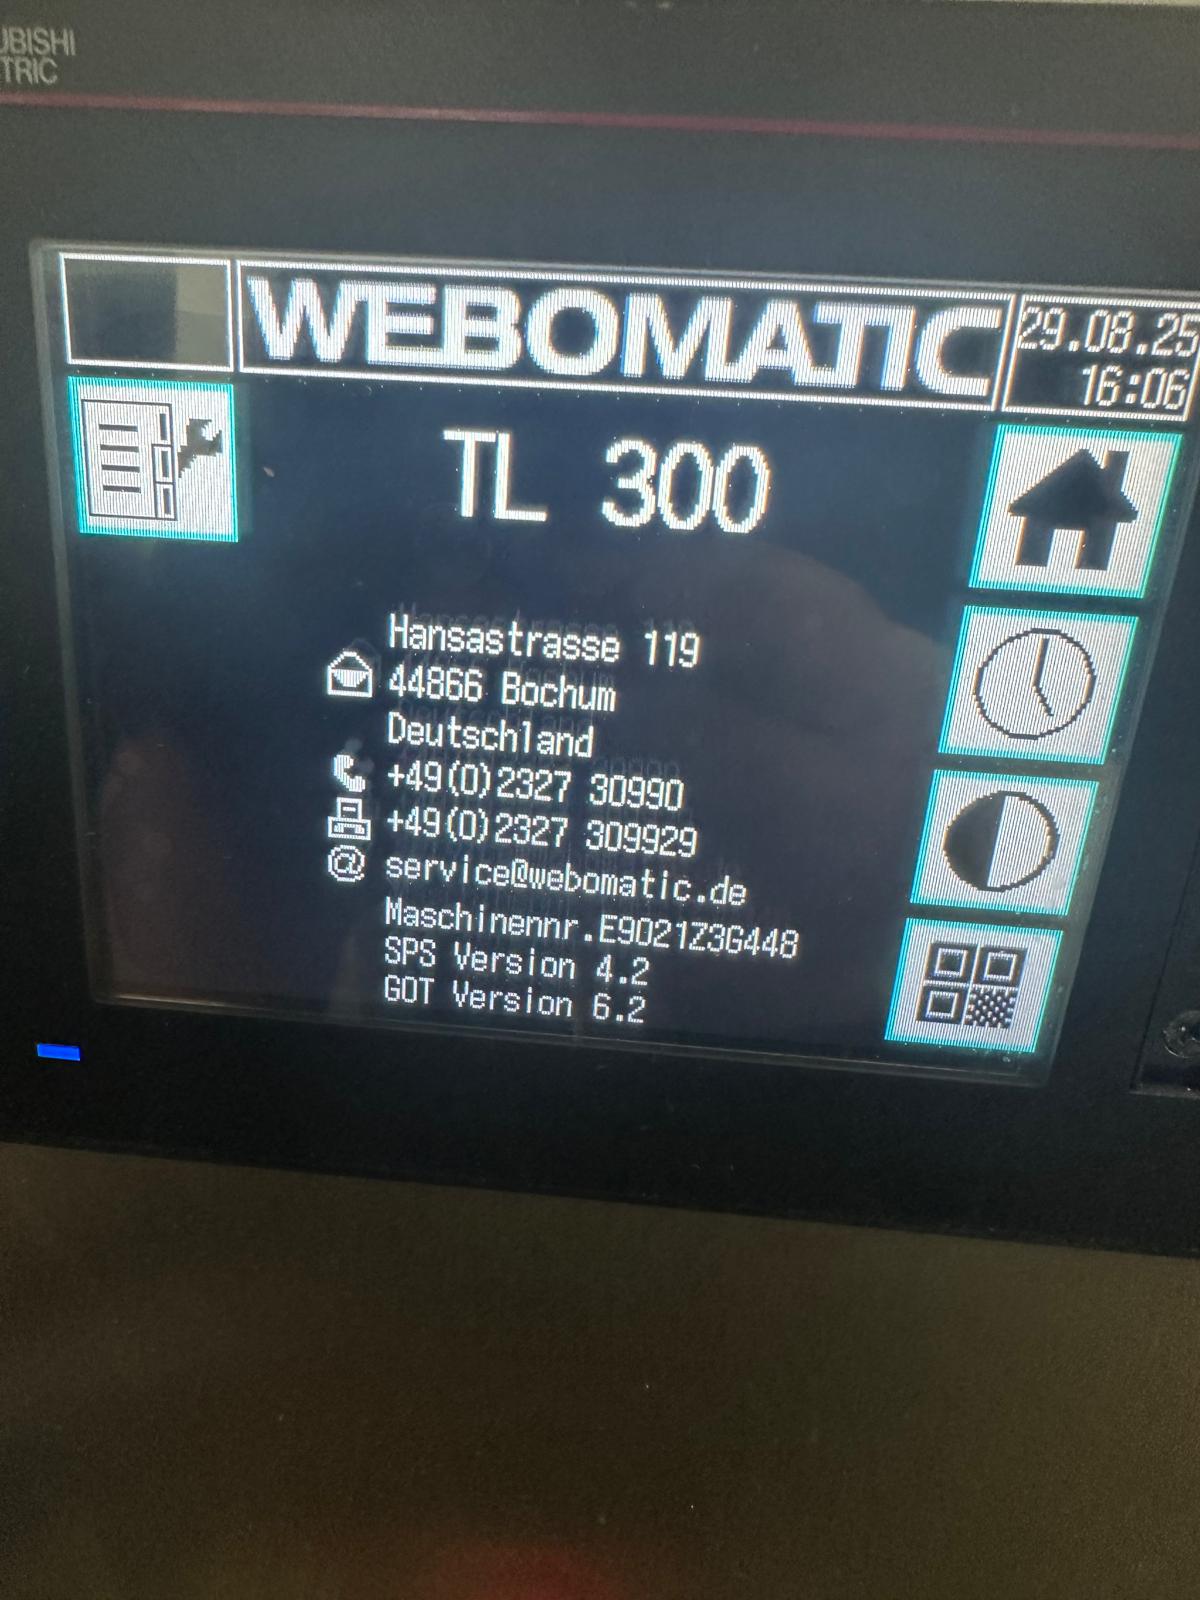 UBISHI
TRIC
WEBOMATIC
29.08.25
16:06
TL 300
Hansastrasse 119
44866 Bochum
Deutschland
+49(0)2327 30990
+49(0)2327 309929
@ service@webomatic.de
Maschinennr.E9021Z3G448
SPS Version 4.2
GOT Version 6.2